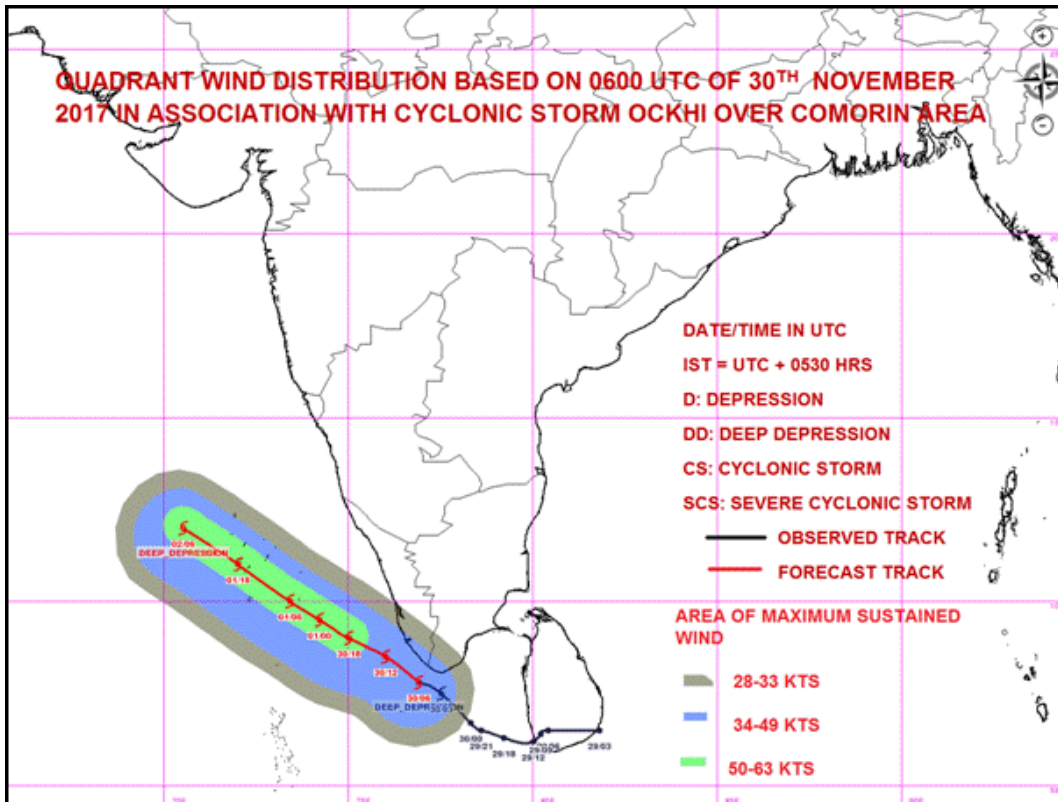 QUADRANT WIND DISTRIBUTION BASED ON 0600 UTC OF 30TH NOVEMBER
2017 IN ASSOCIATION WITH CYCLONIC STORM OCKHI OVER COMORIN AREA
DATE/TIME IN UTC
IST = UTC + 0530 HRS
D: DEPRESSION
DD: DEEP DEPRESSION
CS: CYCLONIC STORM
SCS: SEVERE CYCLONIC STORM
OBSERVED TRACK
FORECAST TRACK
AREA OF MAXIMUM SUSTAINED
WIND
28-33 KTS
34-49 KTS
50-63 KTS
02/06
DEEP_DEPRESSION
01/18
01/06
01/00
30/18
30/12
30/06
DEEP_DEPRESSION
30/03
30/00
29/21
29/18
29/12
29/03